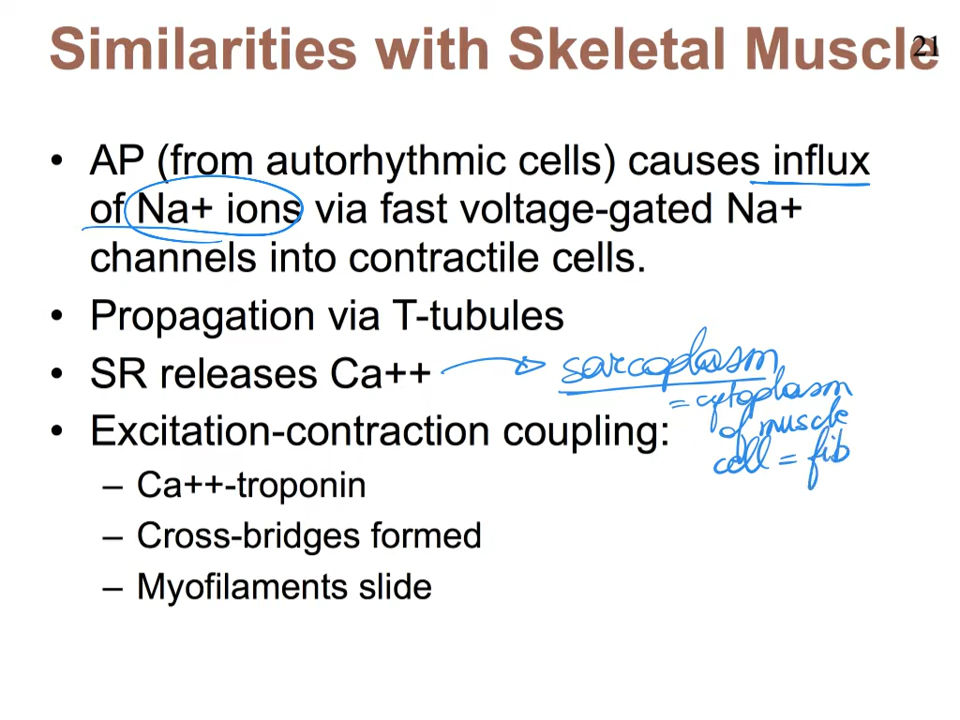 Similarities with Skeletal Muscle
21
• AP (from autorhythmic cells) causes influx
of Na+ ions via fast voltage-gated Na+
channels into contractile cells.
• Propagation via T-tubules
• SR releases Ca++
sarcoplasm
= cytoplasm
of muscle
cell = fib
• Excitation-contraction coupling:
– Ca++-troponin
– Cross-bridges formed
– Myofilaments slide